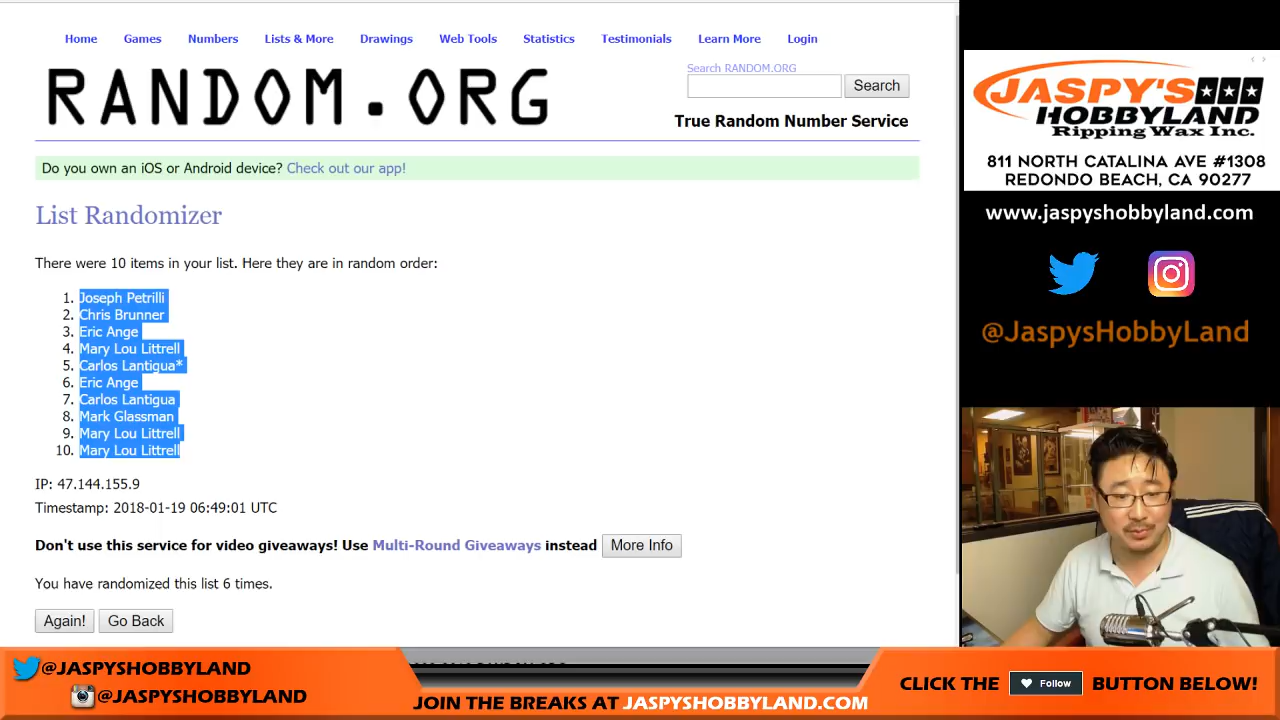 Home Games Numbers Lists & More Drawings Web Tools Statistics Testimonials Learn More Login
RANDOM.ORG
Search RANDOM.ORG
Search
True Random Number Service
Do you own an iOS or Android device? Check out our app!
List Randomizer
There were 10 items in your list. Here they are in random order:
1. Joseph Petrilli
2. Chris Brunner
3. Eric Ange
4. Mary Lou Littrell
5. Carlos Lantigua*
6. Eric Ange
7. Carlos Lantigua
8. Mark Glassman
9. Mary Lou Littrell
10. Mary Lou Littrell
IP: 47.144.155.9
Timestamp: 2018-01-19 06:49:01 UTC
Don't use this service for video giveaways! Use Multi-Round Giveaways instead More Info
You have randomized this list 6 times.
Again! Go Back
JASPY'S
HOBBYLAND
Ripping Wax Inc.
811 NORTH CATALINA AVE #1308
REDONDO BEACH, CA 90277
www.jaspyshobbyland.com
@JaspysHobbyLand
@JASPYSHOBBYLAND
@JASPYSHOBBYLAND
JOIN THE BREAKS AT JASPYSHOBBYLAND.COM
CLICK THE Follow BUTTON BELOW!